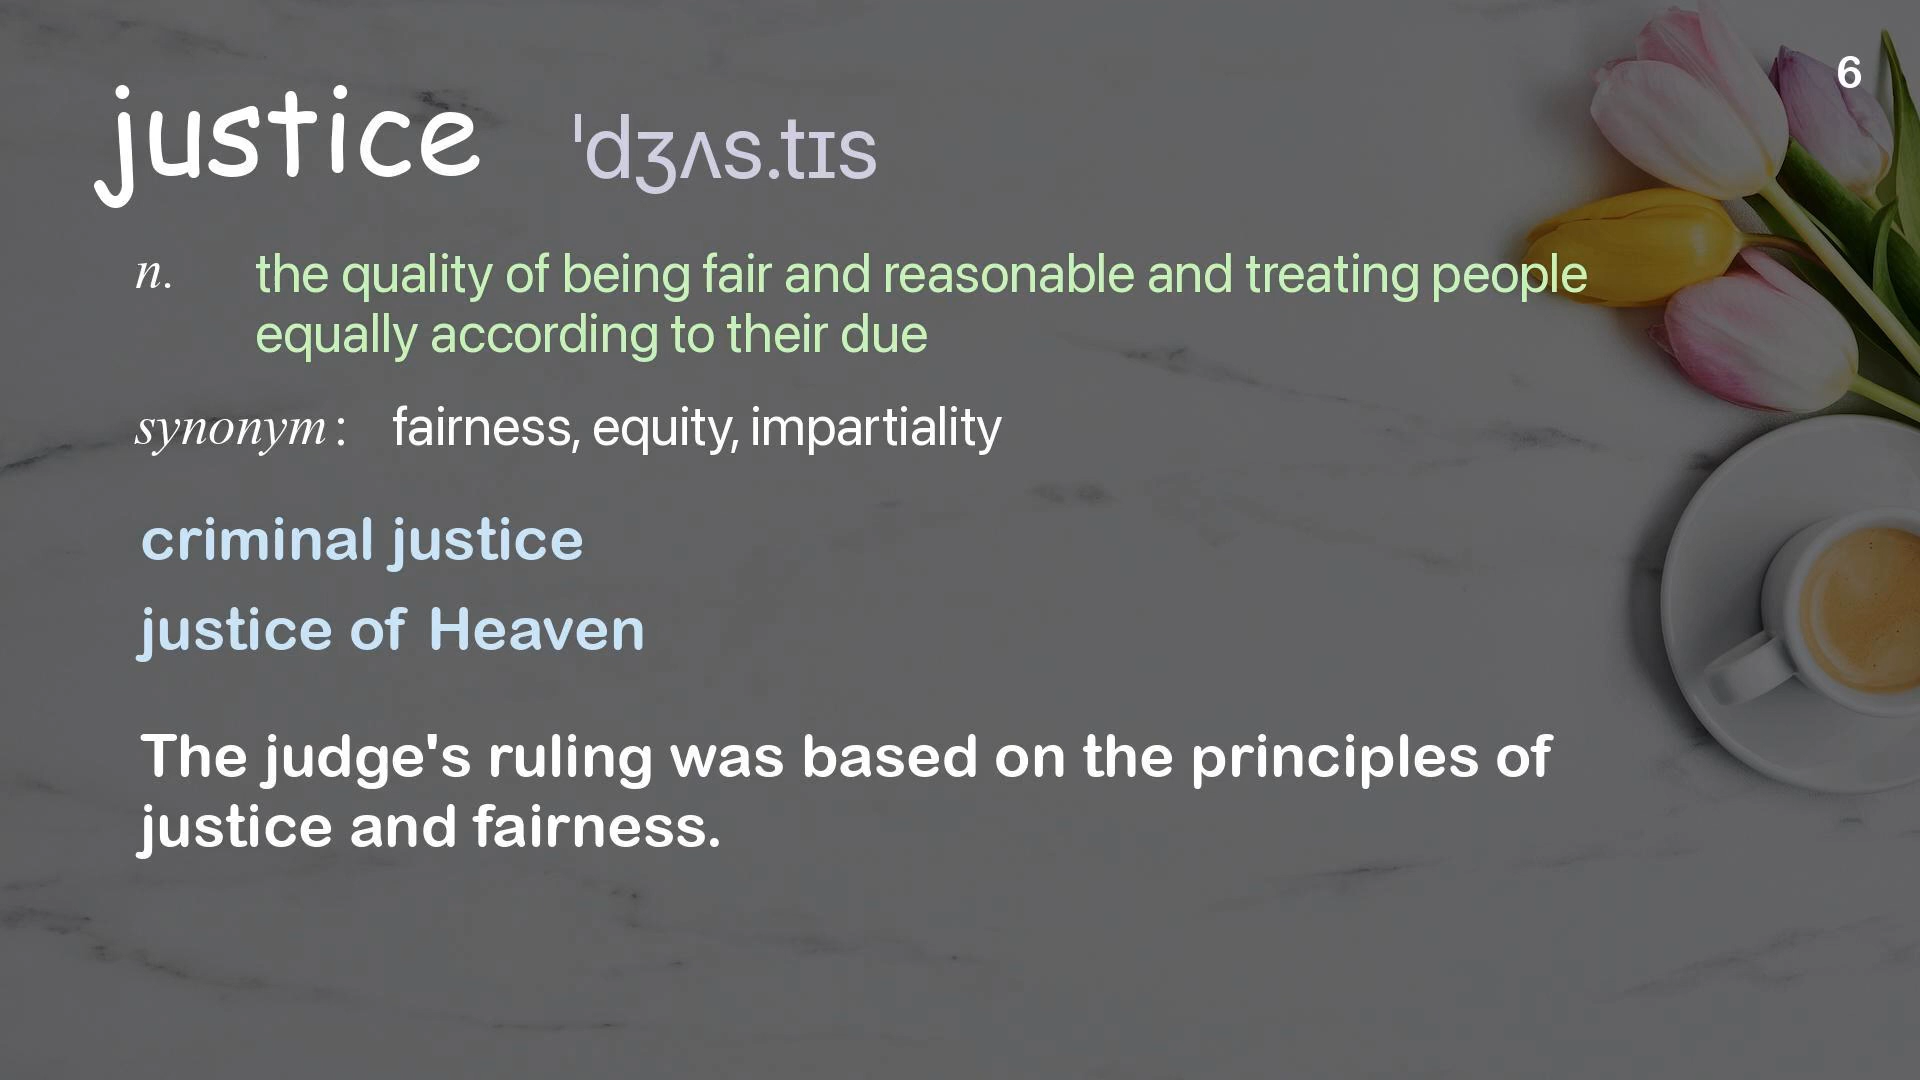 6
justice ˈdʒʌs.tɪs
n. the quality of being fair and reasonable and treating people
equally according to their due
synonym: fairness, equity, impartiality
criminal justice
justice of Heaven
The judge's ruling was based on the principles of
justice and fairness.